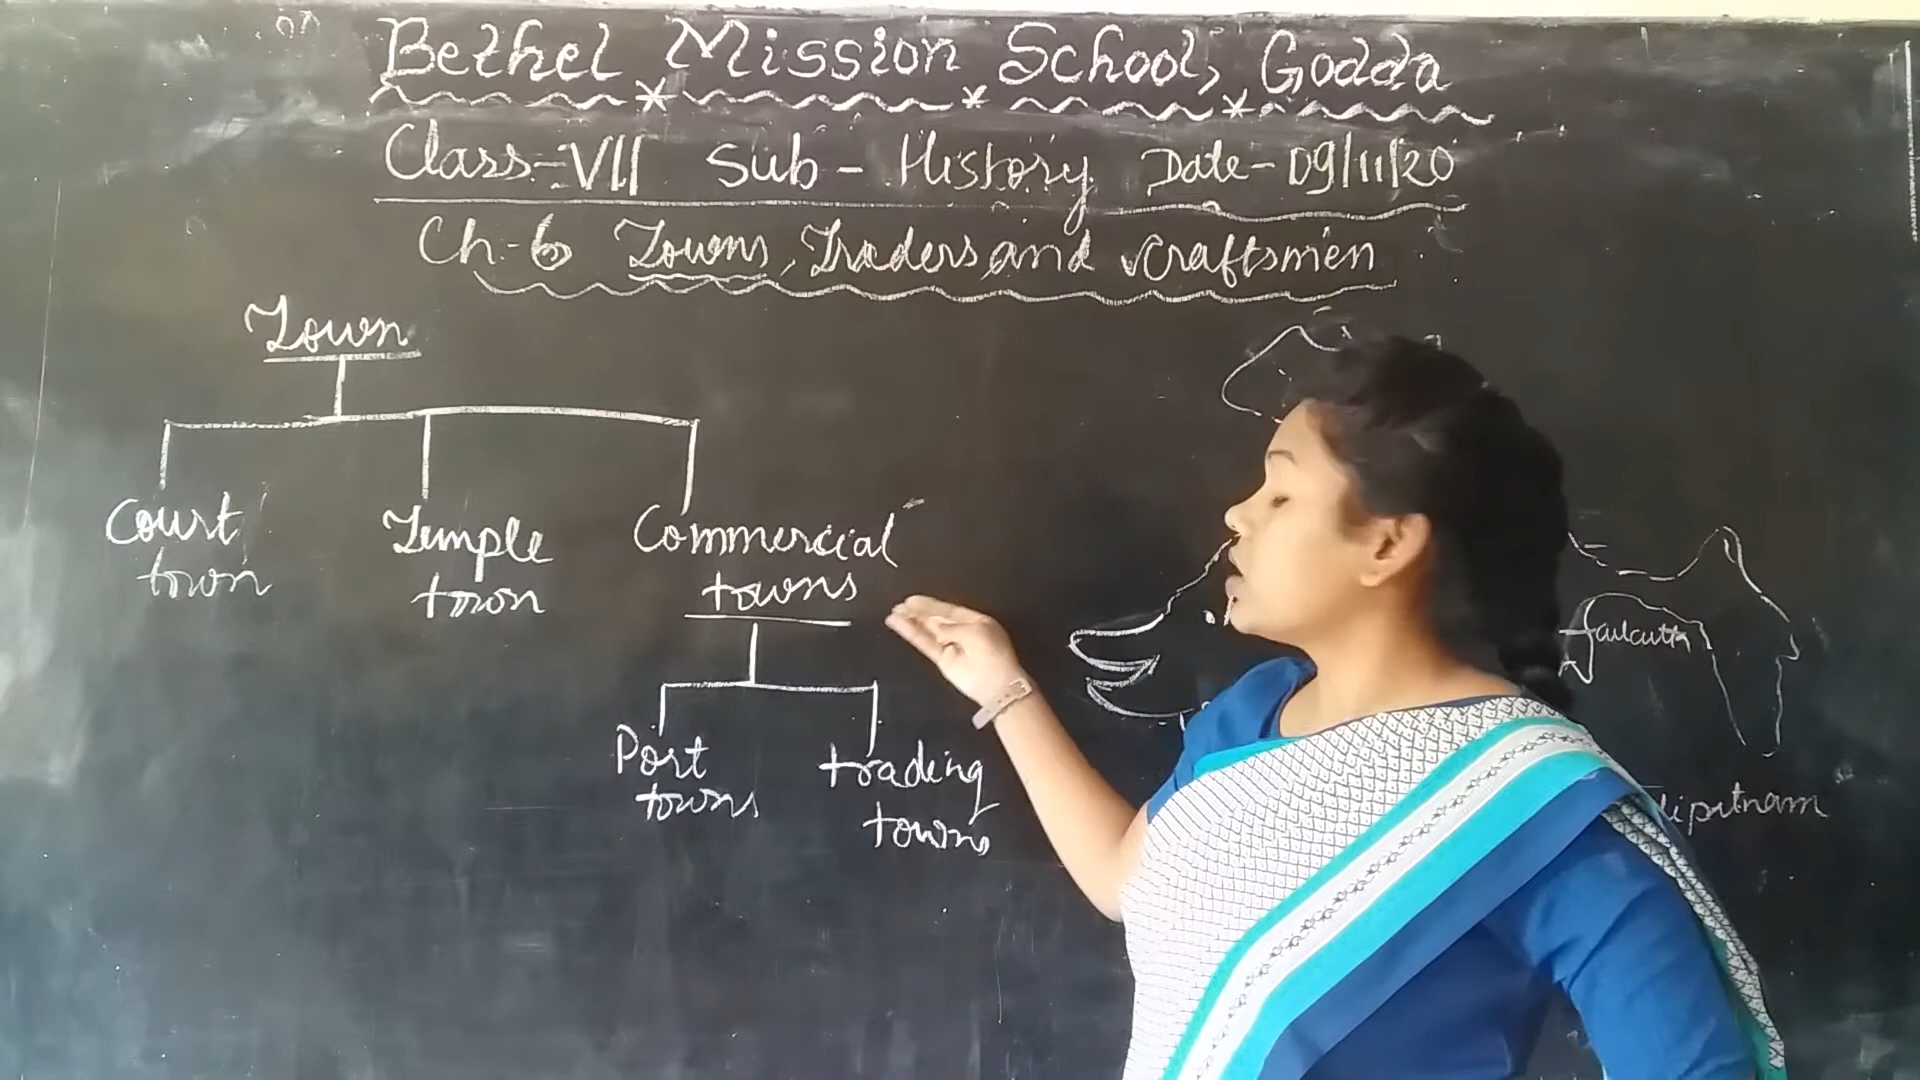 Bethel Mission School, Godda
Class-VII Sub - History Date - 09/11/20
Ch-6 Towns, Traders and Craftsmen
Town
Court
town
Temple
town
Commercial
towns
Port
towns
trading
towns
Calcutta